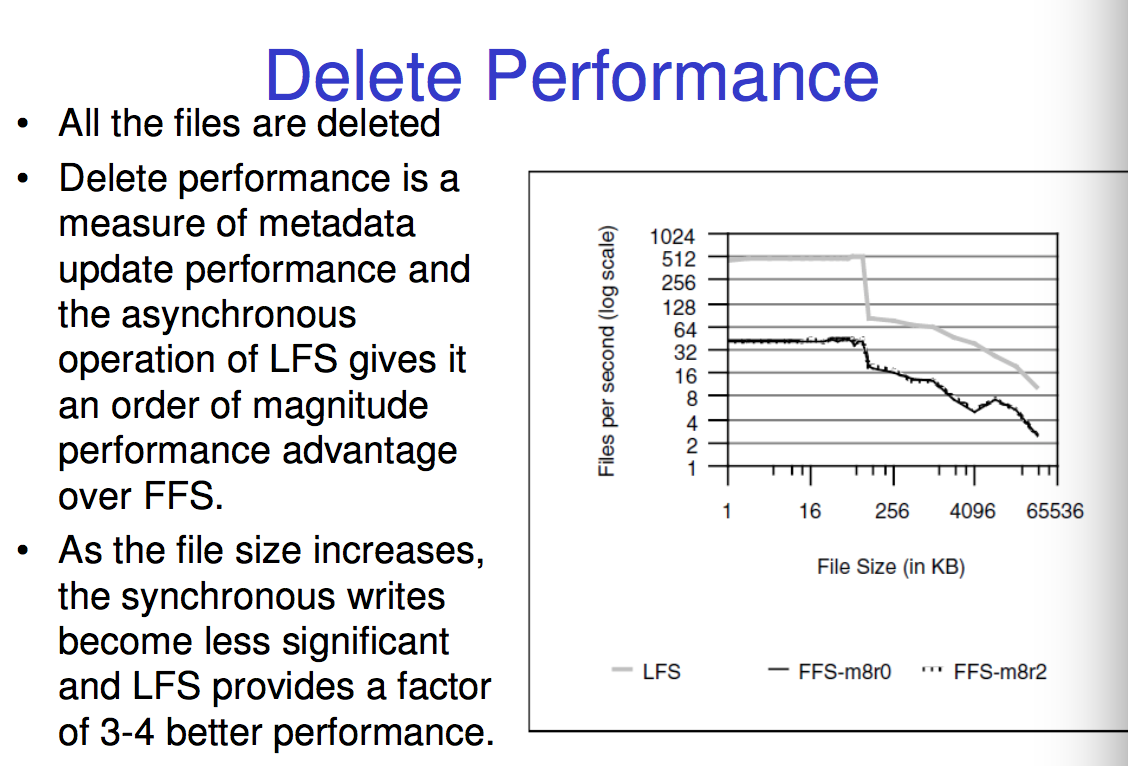 Delete Performance
• All the files are deleted
• Delete performance is a
measure of metadata
update performance and
the asynchronous
operation of LFS gives it
an order of magnitude
performance advantage
over FFS.
• As the file size increases,
the synchronous writes
become less significant
and LFS provides a factor
of 3-4 better performance.
Files per second (log scale)
1024
512
256
128
64
32
16
8
4
2
1
1 16 256 4096 65536
File Size (in KB)
LFS FFS-m8r0 FFS-m8r2